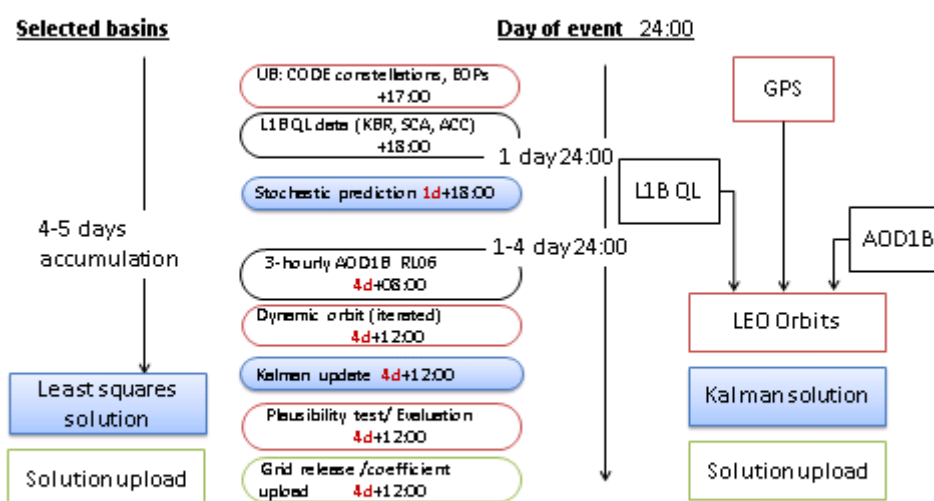 Selected basins
Day of event 24:00
UB: CODE constellations, EOPs
+17:00
GPS
L1B QL data (KBR, SCA, ACC)
+18:00
1 day 24:00
Stochastic prediction 1d+18:00
L1B QL
4-5 days
accumulation
1-4 day 24:00
AOD1B
3-hourly AOD1B RL06
4d+08:00
Dynamic orbit (iterated)
4d+12:00
LEO Orbits
Kalman update 4d+12:00
Least squares
solution
Kalman solution
Plausibility test/ Evaluation
4d+12:00
Solution upload
Grid release /coefficient
upload 4d+12:00
Solution upload